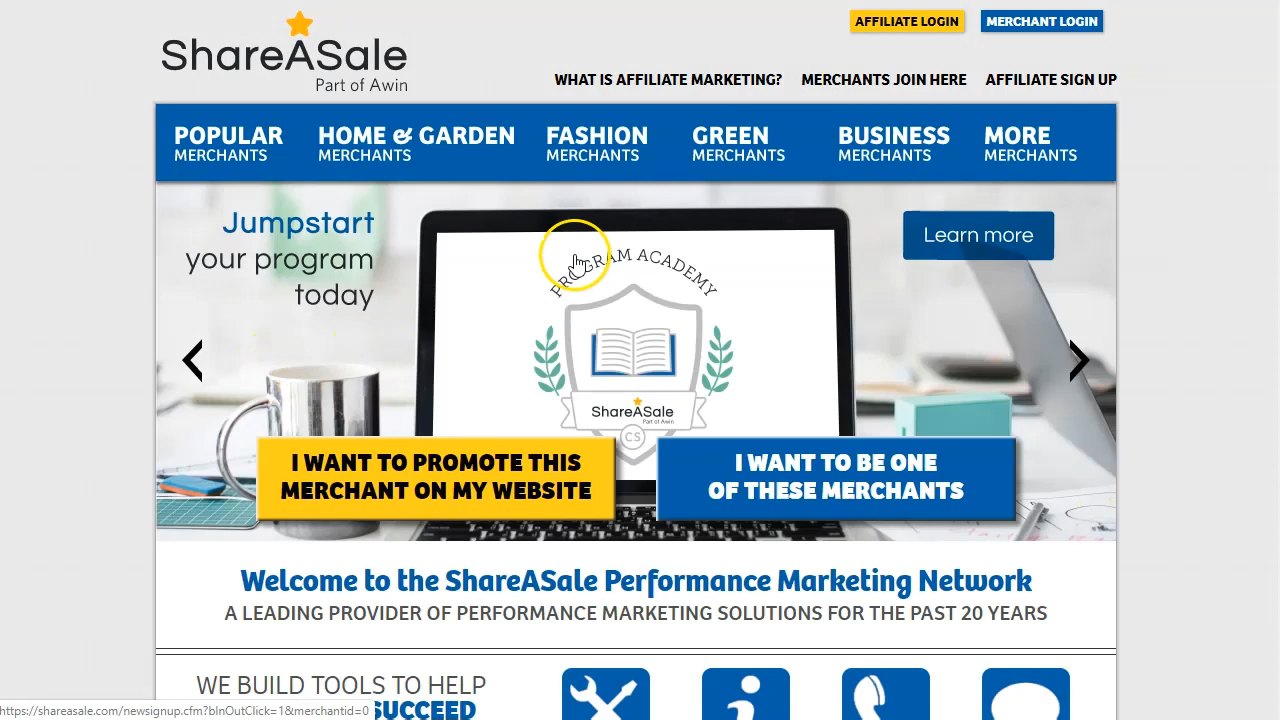 ShareASale
Part of Awin
AFFILIATE LOGIN
MERCHANT LOGIN
WHAT IS AFFILIATE MARKETING?
MERCHANTS JOIN HERE
AFFILIATE SIGN UP
POPULAR
MERCHANTS
HOME & GARDEN
MERCHANTS
FASHION
MERCHANTS
GREEN
MERCHANTS
BUSINESS
MERCHANTS
MORE
MERCHANTS
Jumpstart
your program
today
Learn more
PROGRAM ACADEMY
ShareASale
Part of Awin
CS
I WANT TO PROMOTE THIS
MERCHANT ON MY WEBSITE
I WANT TO BE ONE
OF THESE MERCHANTS
Welcome to the ShareASale Performance Marketing Network
A LEADING PROVIDER OF PERFORMANCE MARKETING SOLUTIONS FOR THE PAST 20 YEARS
WE BUILD TOOLS TO HELP
SUCCEED
https://shareasale.com/newsignup.cfm?blnOutClick=1&merchantid=0